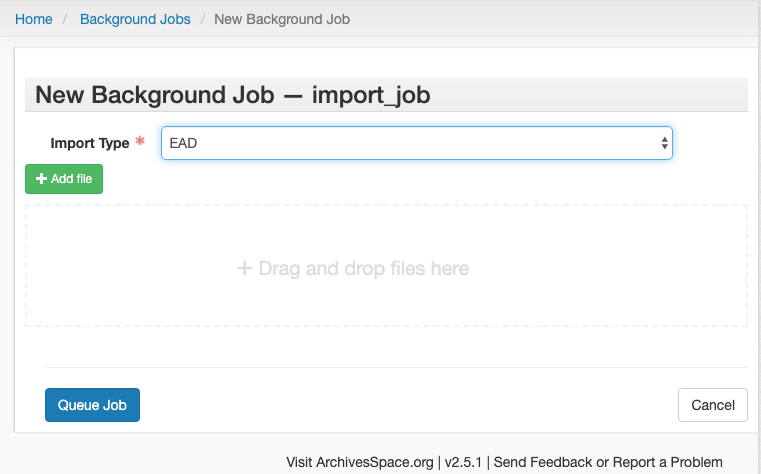 Home / Background Jobs / New Background Job
New Background Job — import_job
Import Type *
EAD
+ Add file
+ Drag and drop files here
Queue Job
Cancel
Visit ArchivesSpace.org | v2.5.1 | Send Feedback or Report a Problem